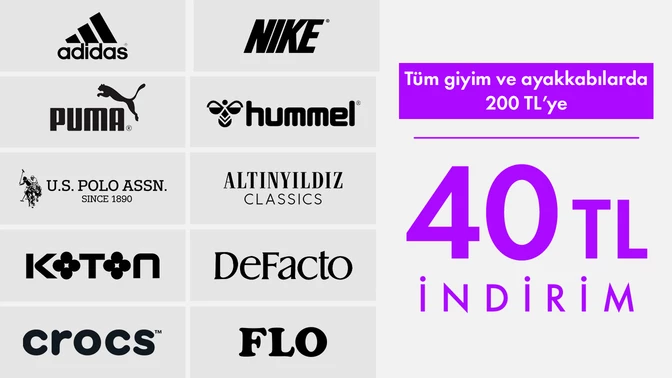 adidas
NIKE®
PUMA®
hummel®
U.S. POLO ASSN.
SINCE 1890
ALTINYILDIZ
CLASSICS
KOTON
DeFacto
crocs™
FLO
Tüm giyim ve ayakkabılarda
200 TL’ye
40 TL
İNDİRİM